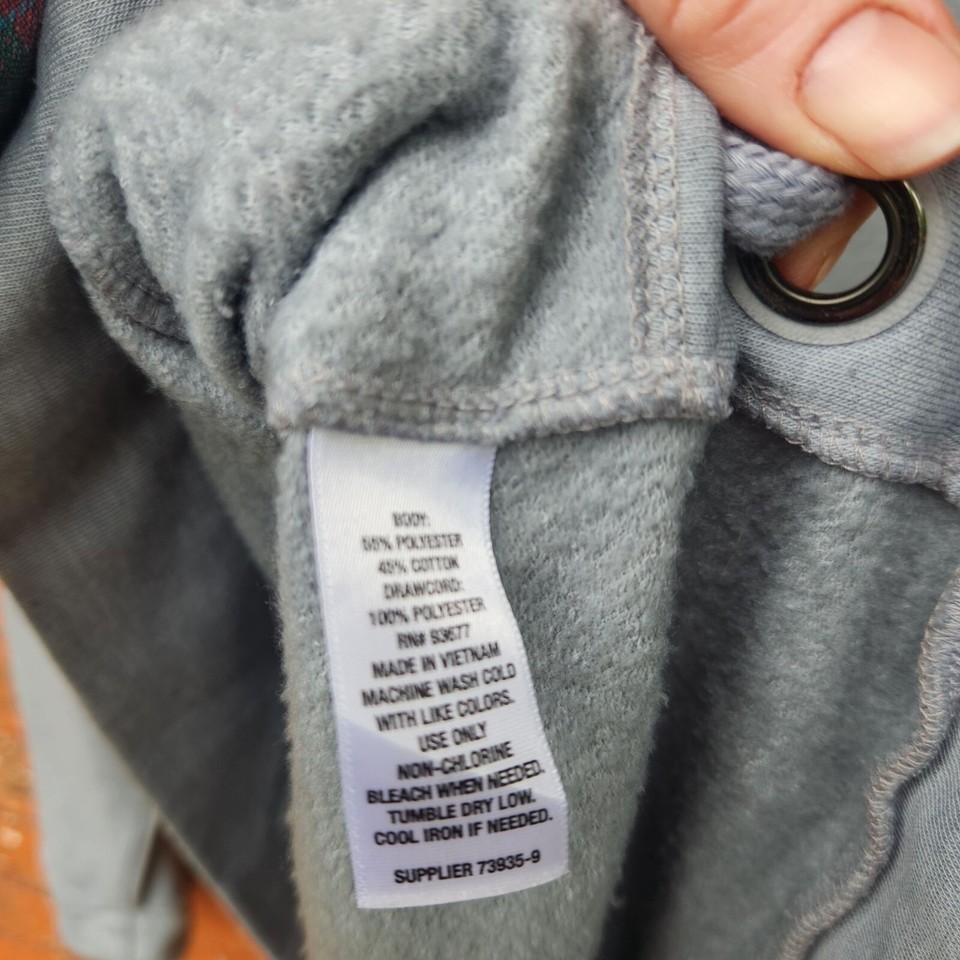 BODY:
55% POLYESTER
45% COTTON
DRAWCORD:
100% POLYESTER
RN# 93677
MADE IN VIETNAM
MACHINE WASH COLD
WITH LIKE COLORS.
USE ONLY
NON-CHLORINE
BLEACH WHEN NEEDED.
TUMBLE DRY LOW.
COOL IRON IF NEEDED.
SUPPLIER 73935-9